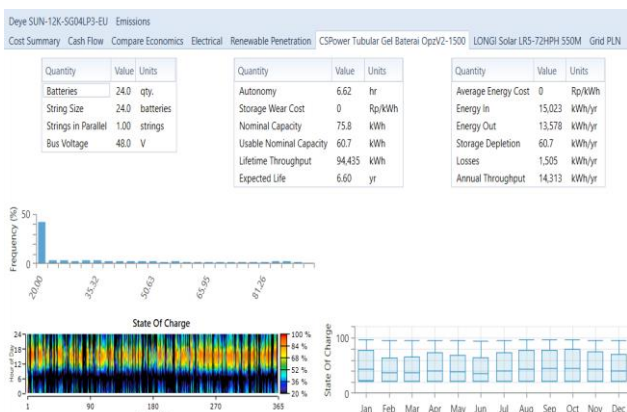 Deye SUN-12K-SG04LP3-EU Emissions
Cost Summary Cash Flow Compare Economics Electrical Renewable Penetration CSPower Tubular Gel Baterai OpzV2-1500 LONGI Solar LR5-72HPH 550M Grid PLN
Quantity Value Units
Batteries 24.0 qty.
String Size 24.0 batteries
Strings in Parallel 1.00 strings
Bus Voltage 48.0 V
Quantity Value Units
Autonomy 6.62 hr
Storage Wear Cost 0 Rp/kWh
Nominal Capacity 75.8 kWh
Usable Nominal Capacity 60.7 kWh
Lifetime Throughput 94,435 kWh
Expected Life 6.60 yr
Quantity Value Units
Average Energy Cost 0 Rp/kWh
Energy In 15,023 kWh/yr
Energy Out 13,578 kWh/yr
Storage Depletion 60.7 kWh/yr
Losses 1,505 kWh/yr
Annual Throughput 14,313 kWh/yr
Frequency (%)
50
0
20.00 35.32 50.63 65.95 81.26
State Of Charge
Hour of Day
24
18
12
6
0
1 90 180 270 365
100 %
84 %
68 %
52 %
36 %
20 %
State Of Charge
100
0
Jan Feb Mar Apr May Jun Jul Aug Sep Oct Nov Dec